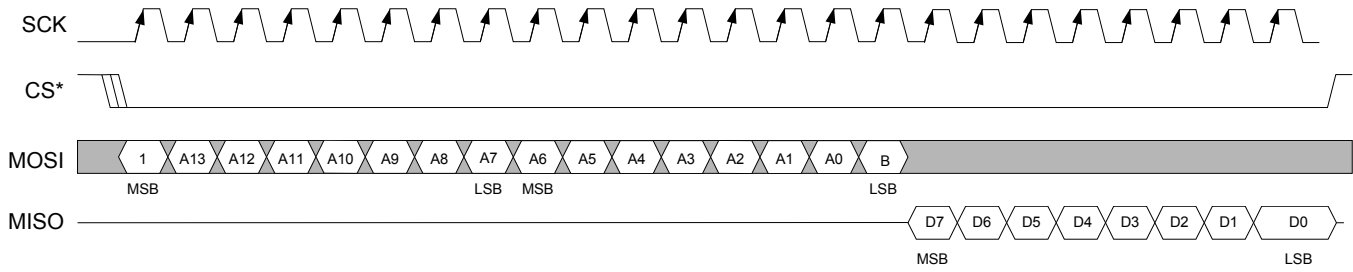 SCK
CS*
MOSI 1 A13 A12 A11 A10 A9 A8 A7 A6 A5 A4 A3 A2 A1 A0 B
MSB LSB MSB LSB
MISO D7 D6 D5 D4 D3 D2 D1 D0
MSB LSB